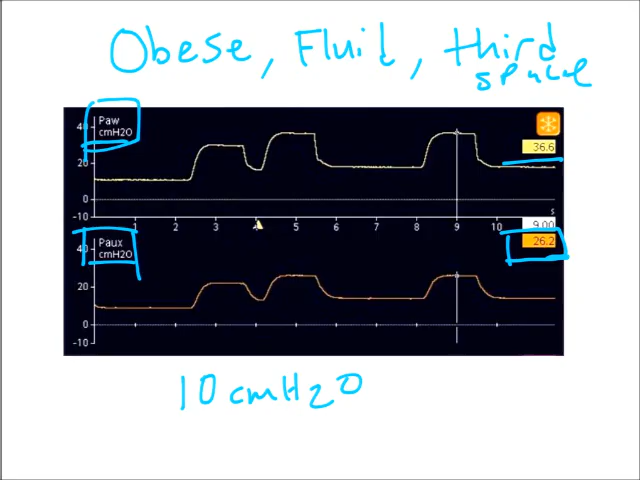 Obese, Fluid, third
space
Paw
cmH2O
40
20
0
-10
36.6
2 3 4 5 6 7 8 9 10 s
9.00
Paux
cmH2O
40
20
0
-10
26.2
10 cmH2O